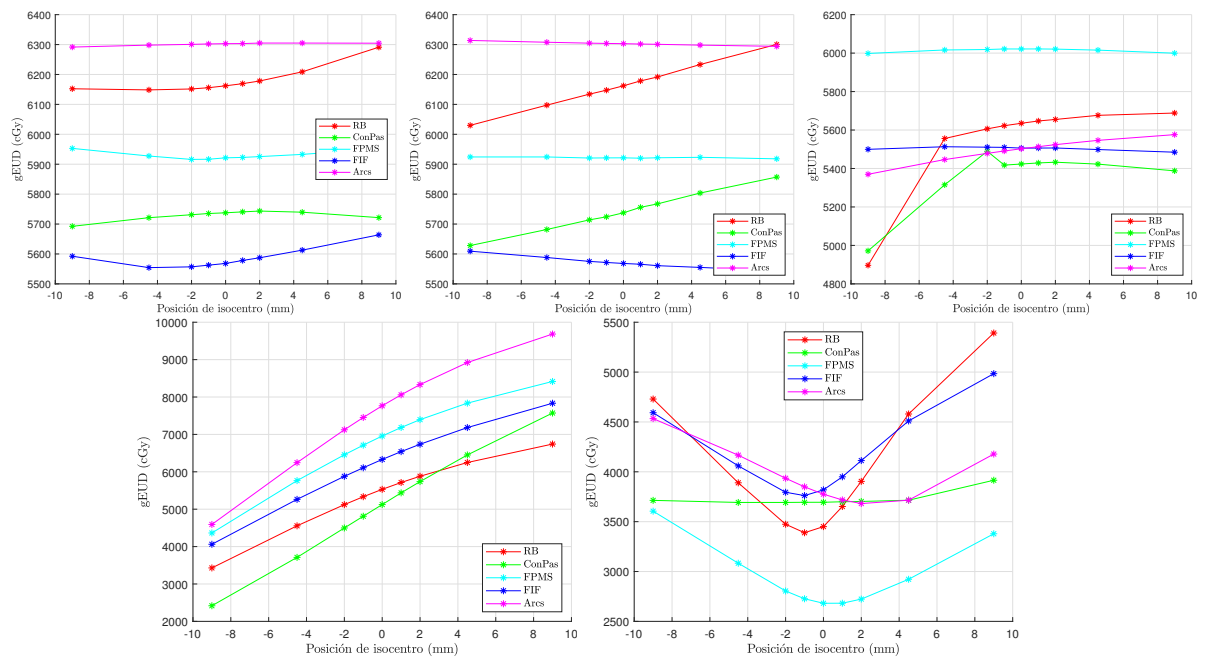 6400
6300
6200
6100
6000
5900
5800
5700
5600
5500
gEUD (cGy)
-10 -8 -6 -4 -2 0 2 4 6 8 10
Posición de isocentro (mm)
RB
ConPas
FPMS
FIF
Arcs
6400
6300
6200
6100
6000
5900
5800
5700
5600
5500
gEUD (cGy)
-10 -8 -6 -4 -2 0 2 4 6 8 10
Posición de isocentro (mm)
RB
ConPas
FPMS
FIF
Arcs
6200
6000
5800
5600
5400
5200
5000
4800
gEUD (cGy)
-10 -8 -6 -4 -2 0 2 4 6 8 10
Posición de isocentro (mm)
RB
ConPas
FPMS
FIF
Arcs
10000
9000
8000
7000
6000
5000
4000
3000
2000
gEUD (cGy)
-10 -8 -6 -4 -2 0 2 4 6 8 10
Posición de isocentro (mm)
RB
ConPas
FPMS
FIF
Arcs
5500
5000
4500
4000
3500
3000
2500
gEUD (cGy)
-10 -8 -6 -4 -2 0 2 4 6 8 10
Posición de isocentro (mm)
RB
ConPas
FPMS
FIF
Arcs